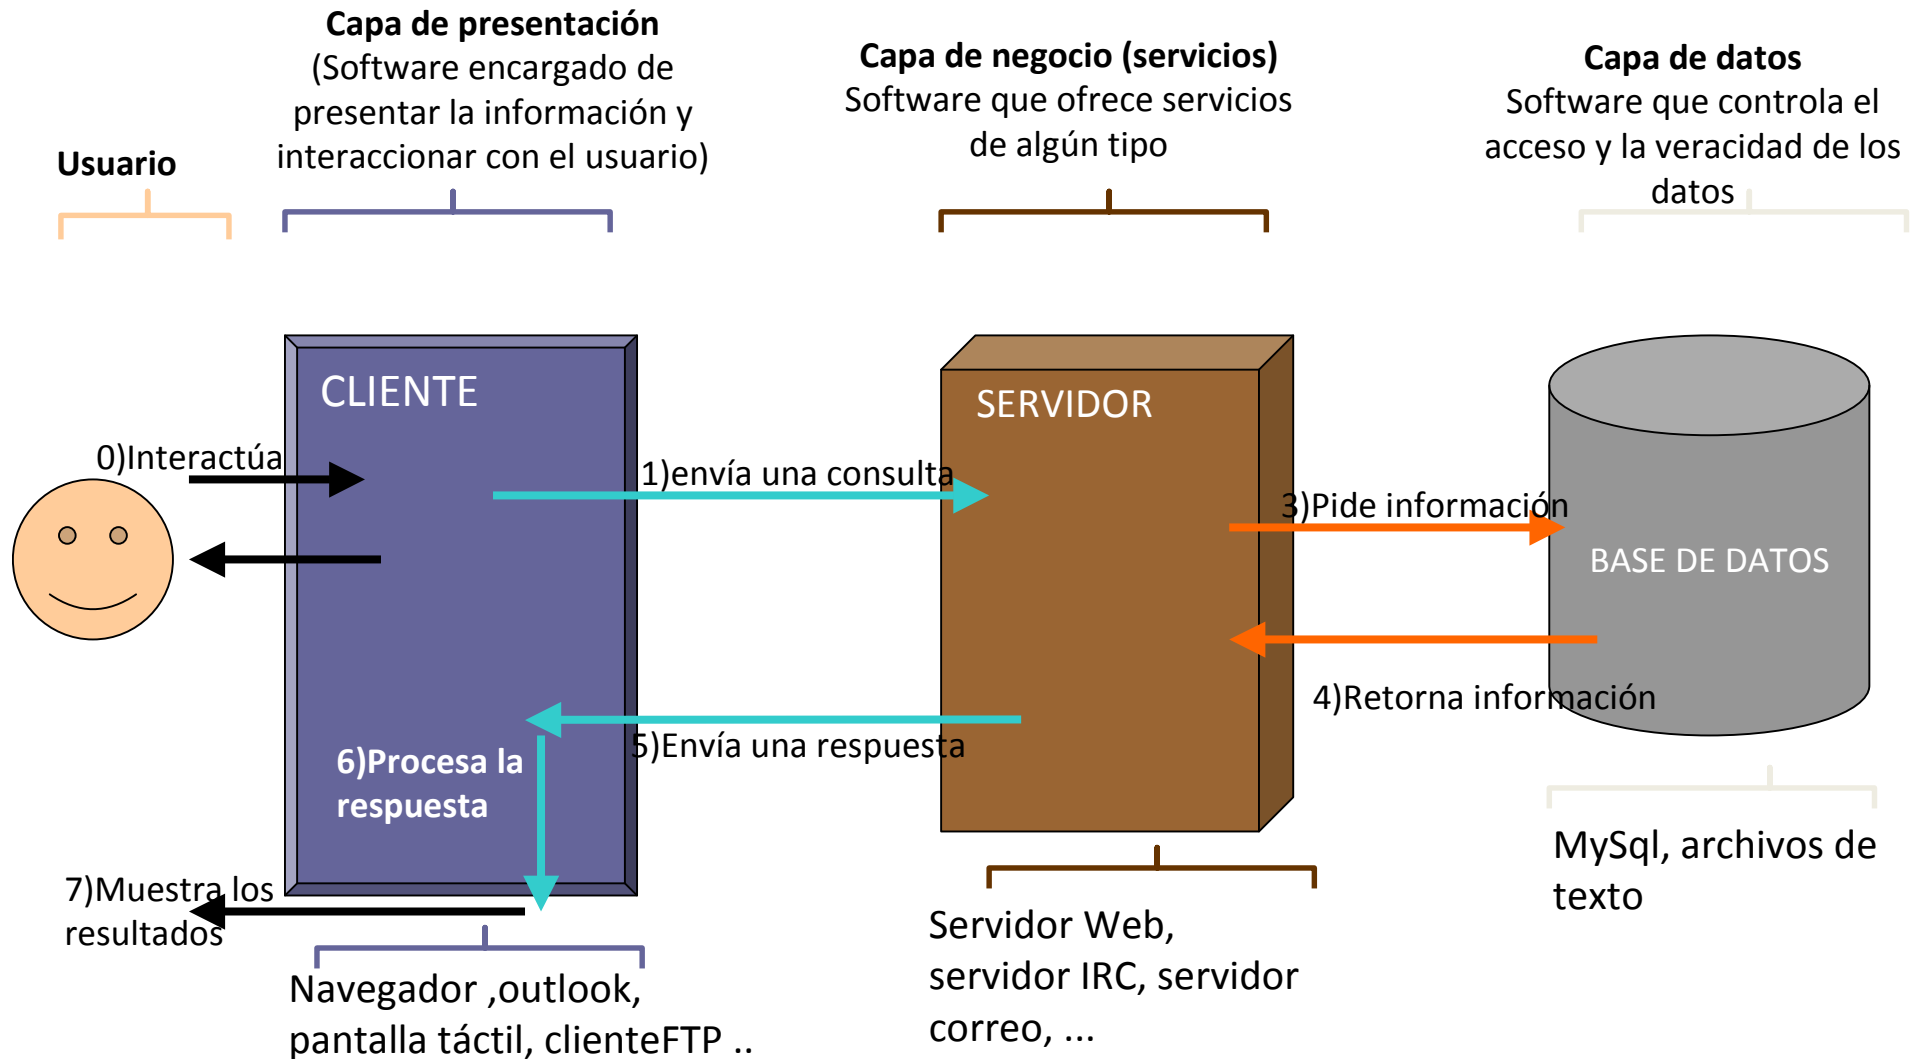 Usuario
Capa de presentación
(Software encargado de
presentar la información y
interaccionar con el usuario)
Capa de negocio (servicios)
Software que ofrece servicios
de algún tipo
Capa de datos
Software que controla el
acceso y la veracidad de los
datos
CLIENTE
SERVIDOR
BASE DE DATOS
0)Interactúa
1)envía una consulta
3)Pide información
4)Retorna información
5)Envía una respuesta
6)Procesa la
respuesta
7)Muestra los
resultados
Navegador ,outlook,
pantalla táctil, clienteFTP ..
Servidor Web,
servidor IRC, servidor
correo, ...
MySql, archivos de
texto